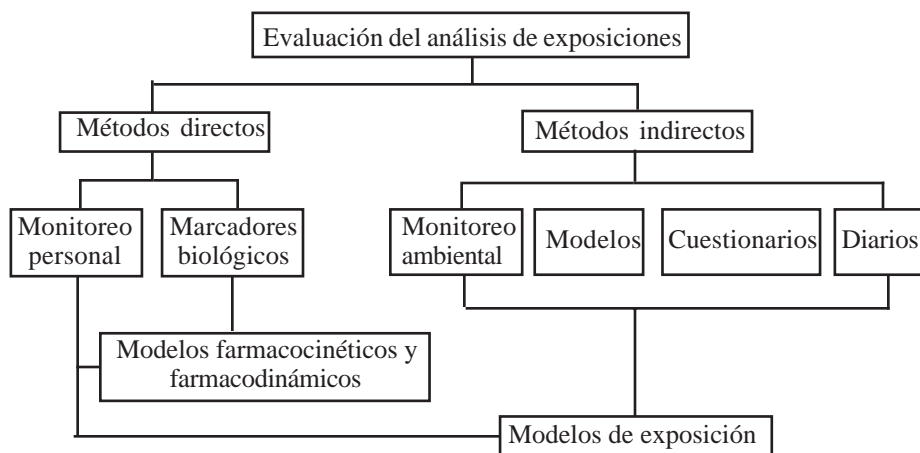 Evaluación del análisis de exposiciones
Métodos directos
Métodos indirectos
Monitoreo
personal
Marcadores
biológicos
Monitoreo
ambiental
Modelos
Cuestionarios
Diarios
Modelos farmacocinéticos y
farmacodinámicos
Modelos de exposición